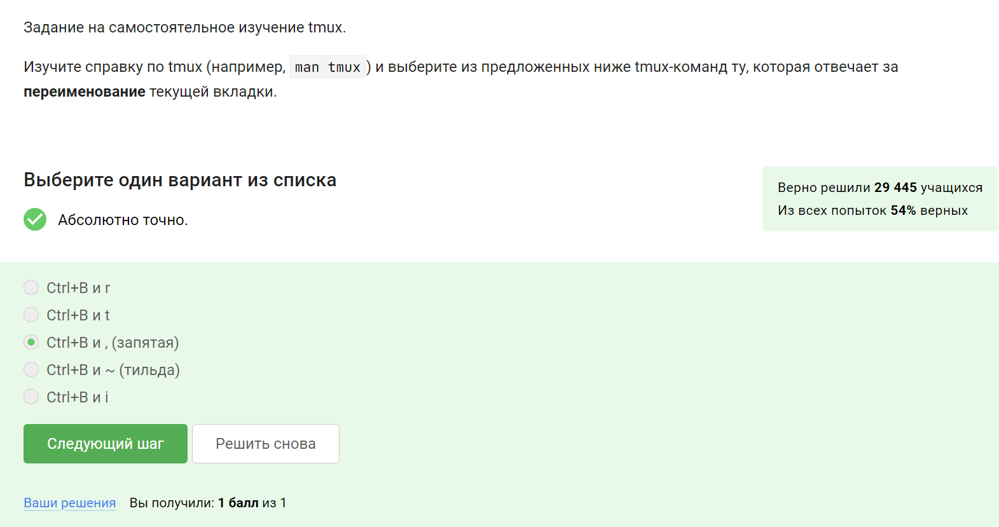 Задание на самостоятельное изучение tmux.
Изучите справку по tmux (например, man tmux) и выберите из предложенных ниже tmux-команд ту, которая отвечает за
переименование текущей вкладки.
Выберите один вариант из списка
Верно решили 29 445 учащихся
Из всех попыток 54% верных
Абсолютно точно.
Ctrl+B и r
Ctrl+B и t
Ctrl+B и , (запятая)
Ctrl+B и ~ (тильда)
Ctrl+B и i
Следующий шаг
Решить снова
Ваши решения Вы получили: 1 балл из 1